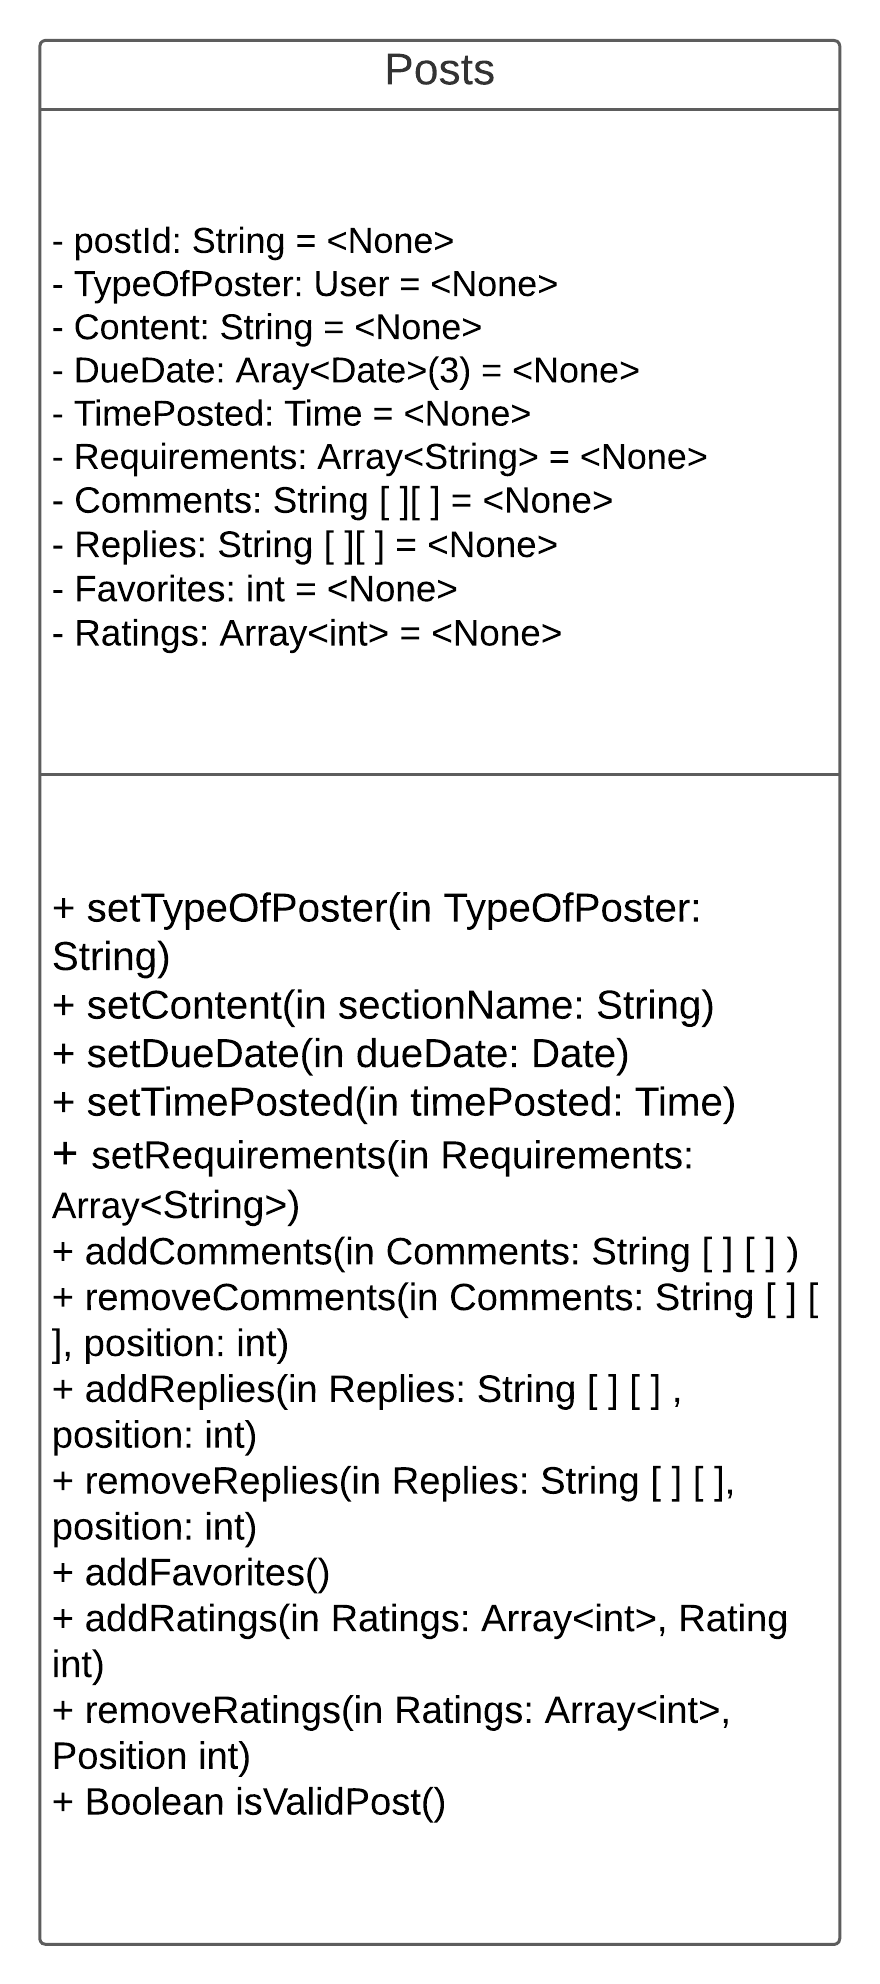 Posts
- postId: String = <None>
- TypeOfPoster: User = <None>
- Content: String = <None>
- DueDate: Aray<Date>(3) = <None>
- TimePosted: Time = <None>
- Requirements: Array<String> = <None>
- Comments: String [ ][ ] = <None>
- Replies: String [ ][ ] = <None>
- Favorites: int = <None>
- Ratings: Array<int> = <None>
+ setTypeOfPoster(in TypeOfPoster:
String)
+ setContent(in sectionName: String)
+ setDueDate(in dueDate: Date)
+ setTimePosted(in timePosted: Time)
+ setRequirements(in Requirements:
Array<String>)
+ addComments(in Comments: String [ ] [ ] )
+ removeComments(in Comments: String [ ] [
], position: int)
+ addReplies(in Replies: String [ ] [ ] ,
position: int)
+ removeReplies(in Replies: String [ ] [ ],
position: int)
+ addFavorites()
+ addRatings(in Ratings: Array<int>, Rating
int)
+ removeRatings(in Ratings: Array<int>,
Position int)
+ Boolean isValidPost()